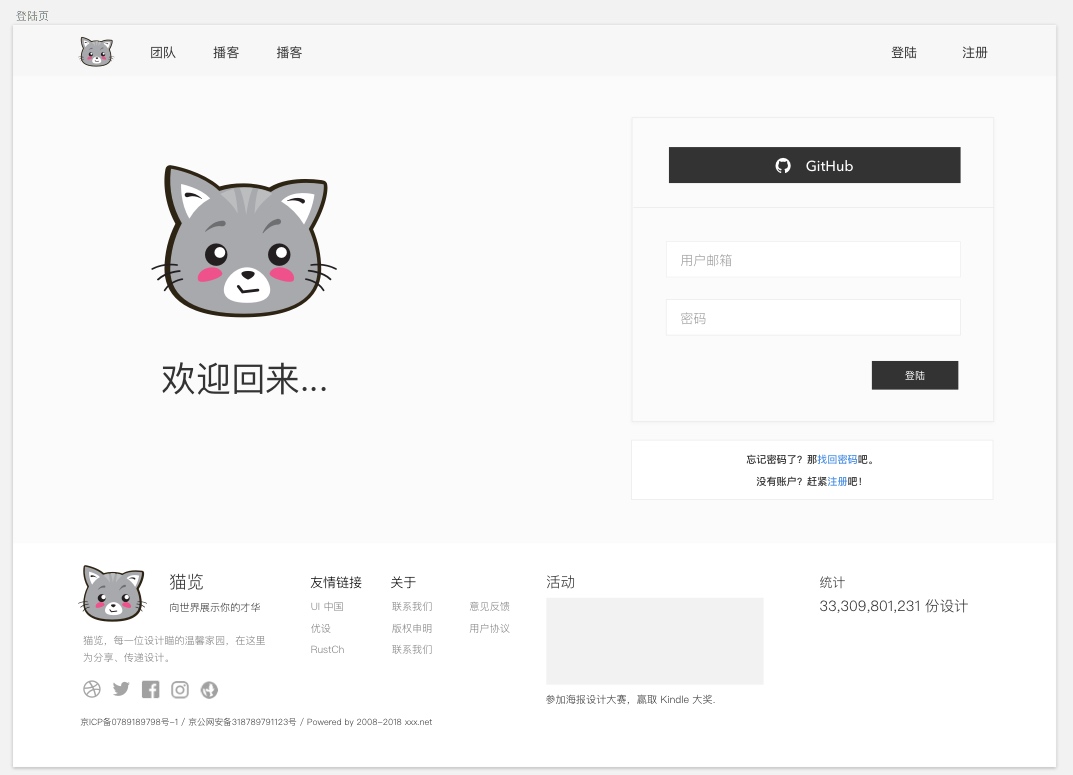 登陆页
团队 播客 播客 登陆 注册
GitHub
用户邮箱
密码
登陆
欢迎回来...
忘记密码了？那找回密码吧。
没有账户？赶紧注册吧！
猫览
向世界展示你的才华
猫览，每一位设计瞄的温馨家园，在这里
为分享，传递设计。
友情链接
UI 中国
优设
RustCh
关于
联系我们 意见反馈
版权申明 用户协议
联系我们
活动
参加海报设计大赛，赢取 Kindle 大奖.
统计
33,309,801,231 份设计
京ICP备0789189798号-1 / 京公网安备318789791123号 / Powered by 2008-2018 xxx.net